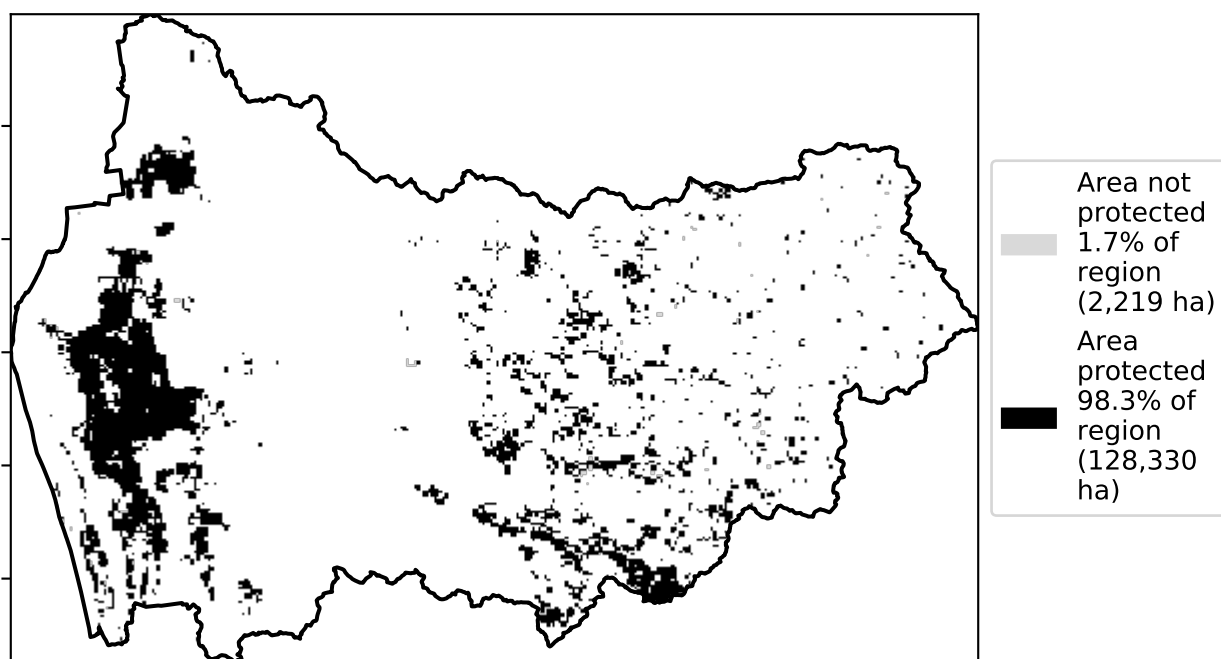 Area not
protected
1.7% of
region
(2,219 ha)
Area
protected
98.3% of
region
(128,330
ha)